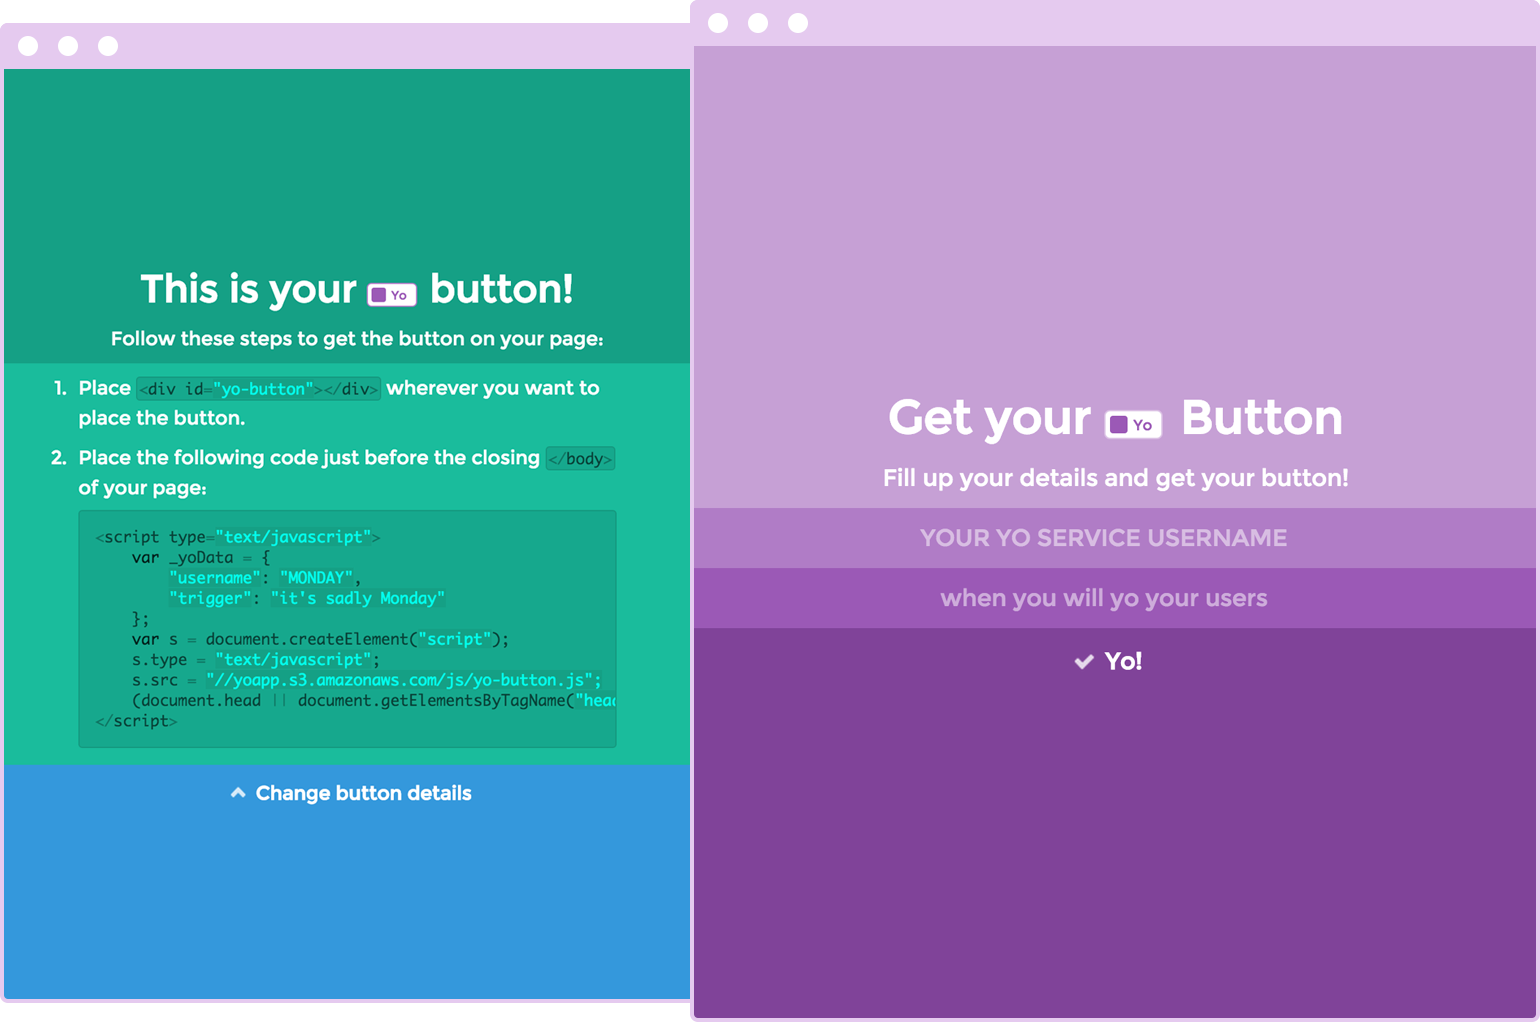 This is your Yo button!
Follow these steps to get the button on your page:
1. Place <div id="yo-button"></div> wherever you want to
place the button.
2. Place the following code just before the closing </body>
of your page:
<script type="text/javascript">
    var _yoData = {
        "username": "MONDAY",
        "trigger": "it's sadly Monday"
    };
    var s = document.createElement("script");
    s.type = "text/javascript";
    s.src = "//yoapp.s3.amazonaws.com/js/yo-button.js";
    (document.head || document.getElementsByTagName("head
</script>
Change button details
Get your Yo Button
Fill up your details and get your button!
YOUR YO SERVICE USERNAME
when you will yo your users
Yo!